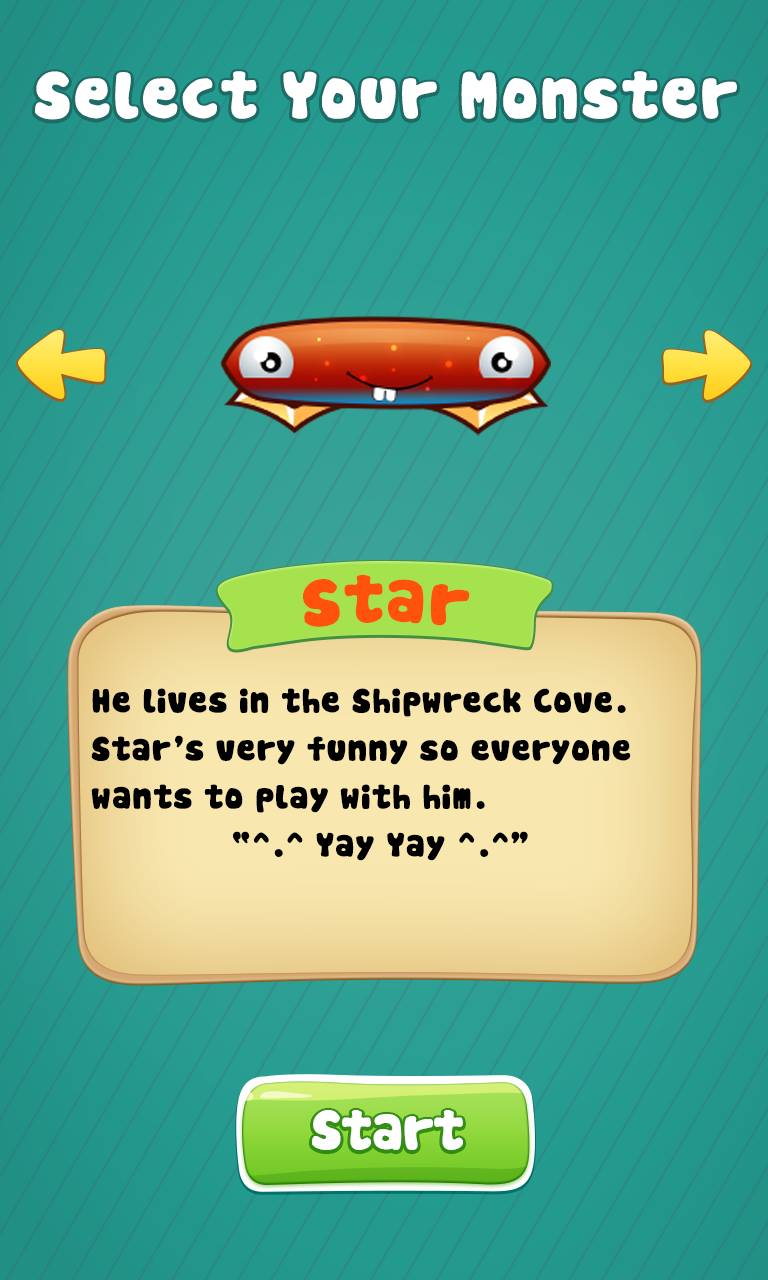 Select Your Monster
Star
He lives in the Shipwreck Cove.
Star's very funny so everyone
wants to play with him.
"^.^ Yay Yay ^.^"
Start